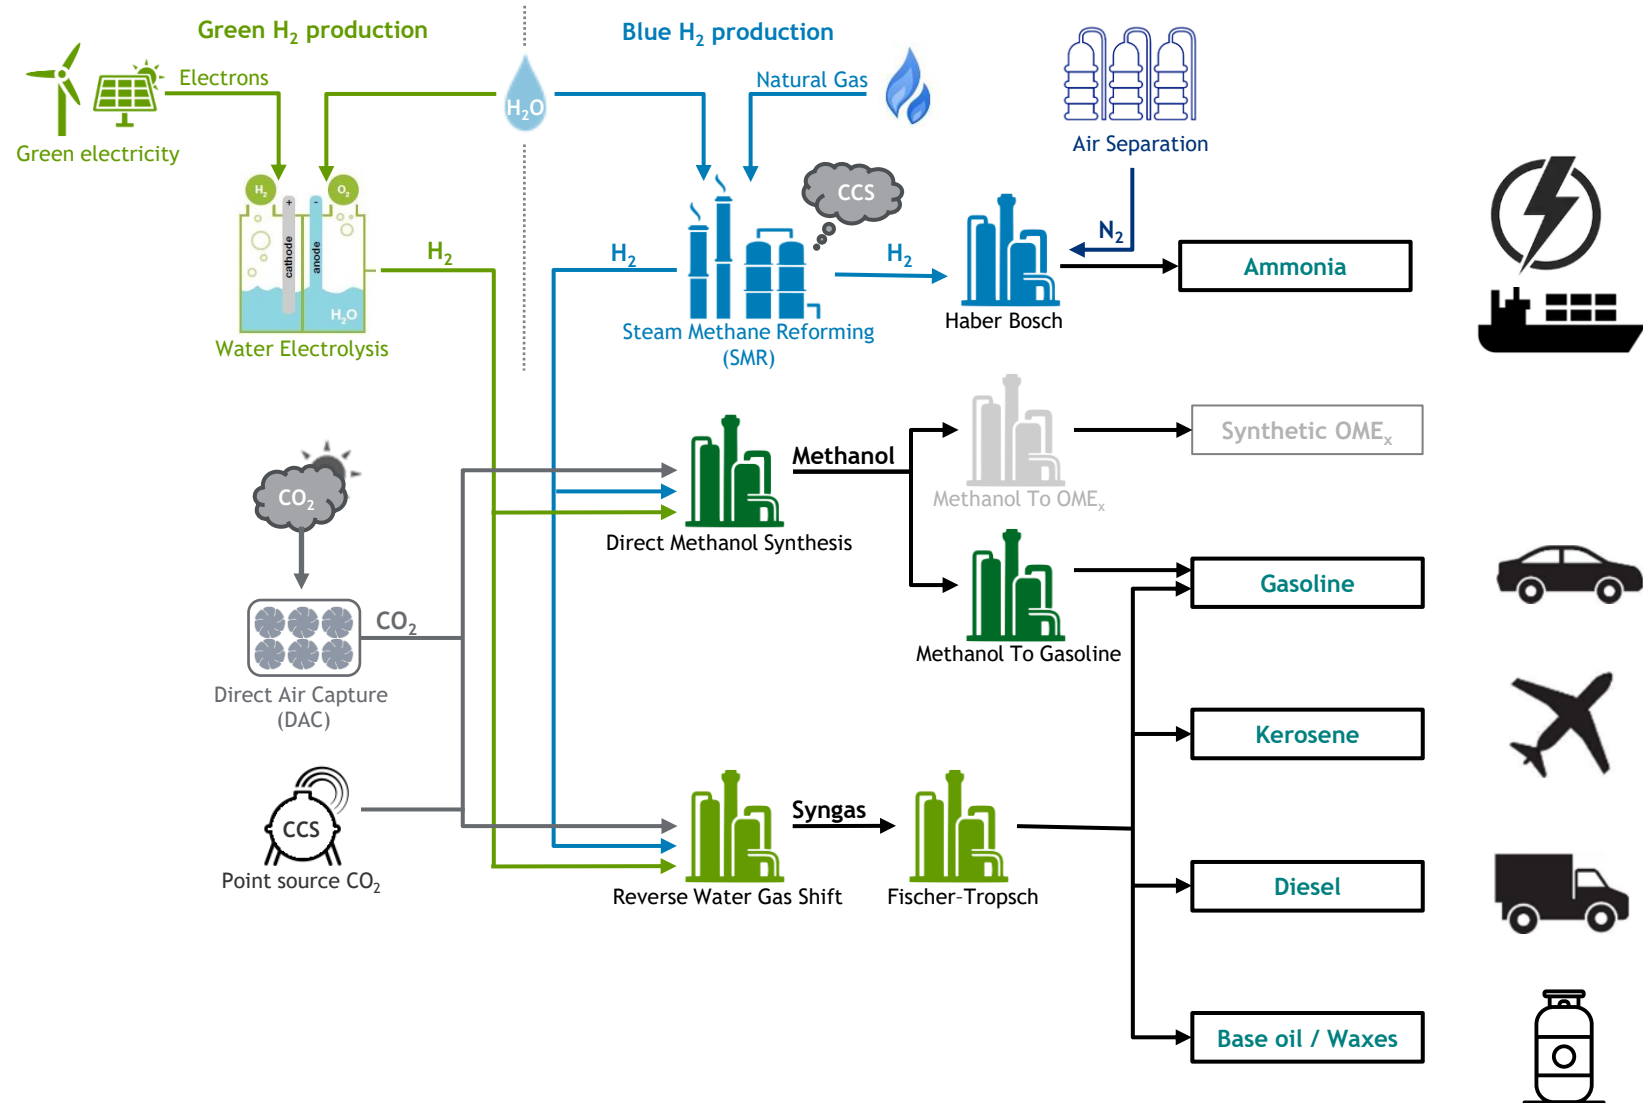 Green H₂ production
Blue H₂ production
Electrons
Natural Gas
H₂O
Green electricity
Air Separation
H₂
O₂
+
-
cathode
anode
H₂O
Water Electrolysis
H₂
H₂
CCS
H₂
N₂
Steam Methane Reforming
(SMR)
Haber Bosch
Ammonia
CO₂
Methanol
Direct Methanol Synthesis
Methanol To OMEₓ
Synthetic OMEₓ
Methanol To Gasoline
Gasoline
CO₂
Direct Air Capture
(DAC)
Kerosene
CCS
Point source CO₂
Syngas
Reverse Water Gas Shift
Fischer-Tropsch
Diesel
Base oil / Waxes